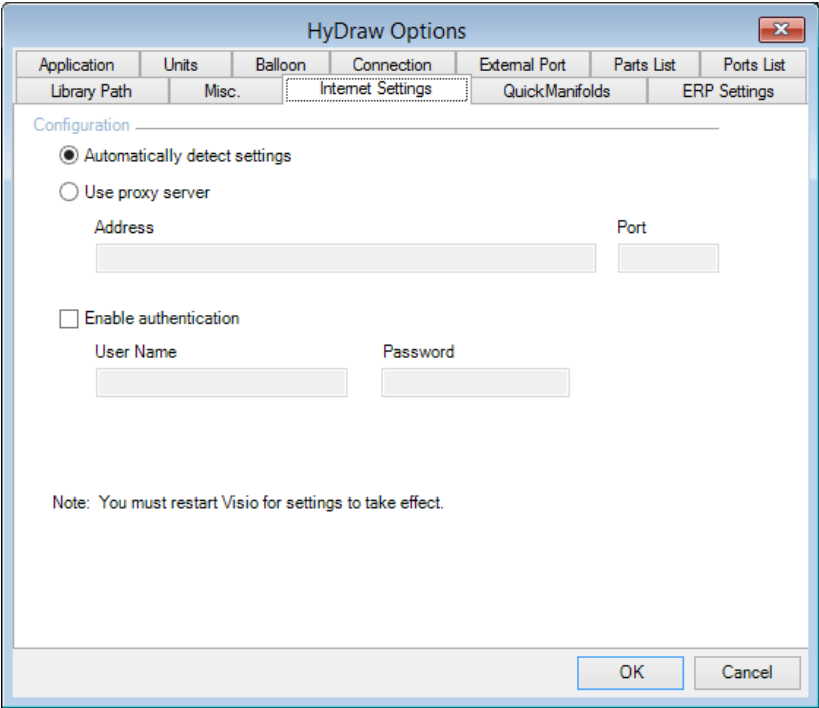 HyDraw Options
Application Units Balloon Connection External Port Parts List Ports List
Library Path Misc. Internet Settings QuickManifolds ERP Settings
Configuration
Automatically detect settings
Use proxy server
Address Port
Enable authentication
User Name Password
Note: You must restart Visio for settings to take effect.
OK Cancel